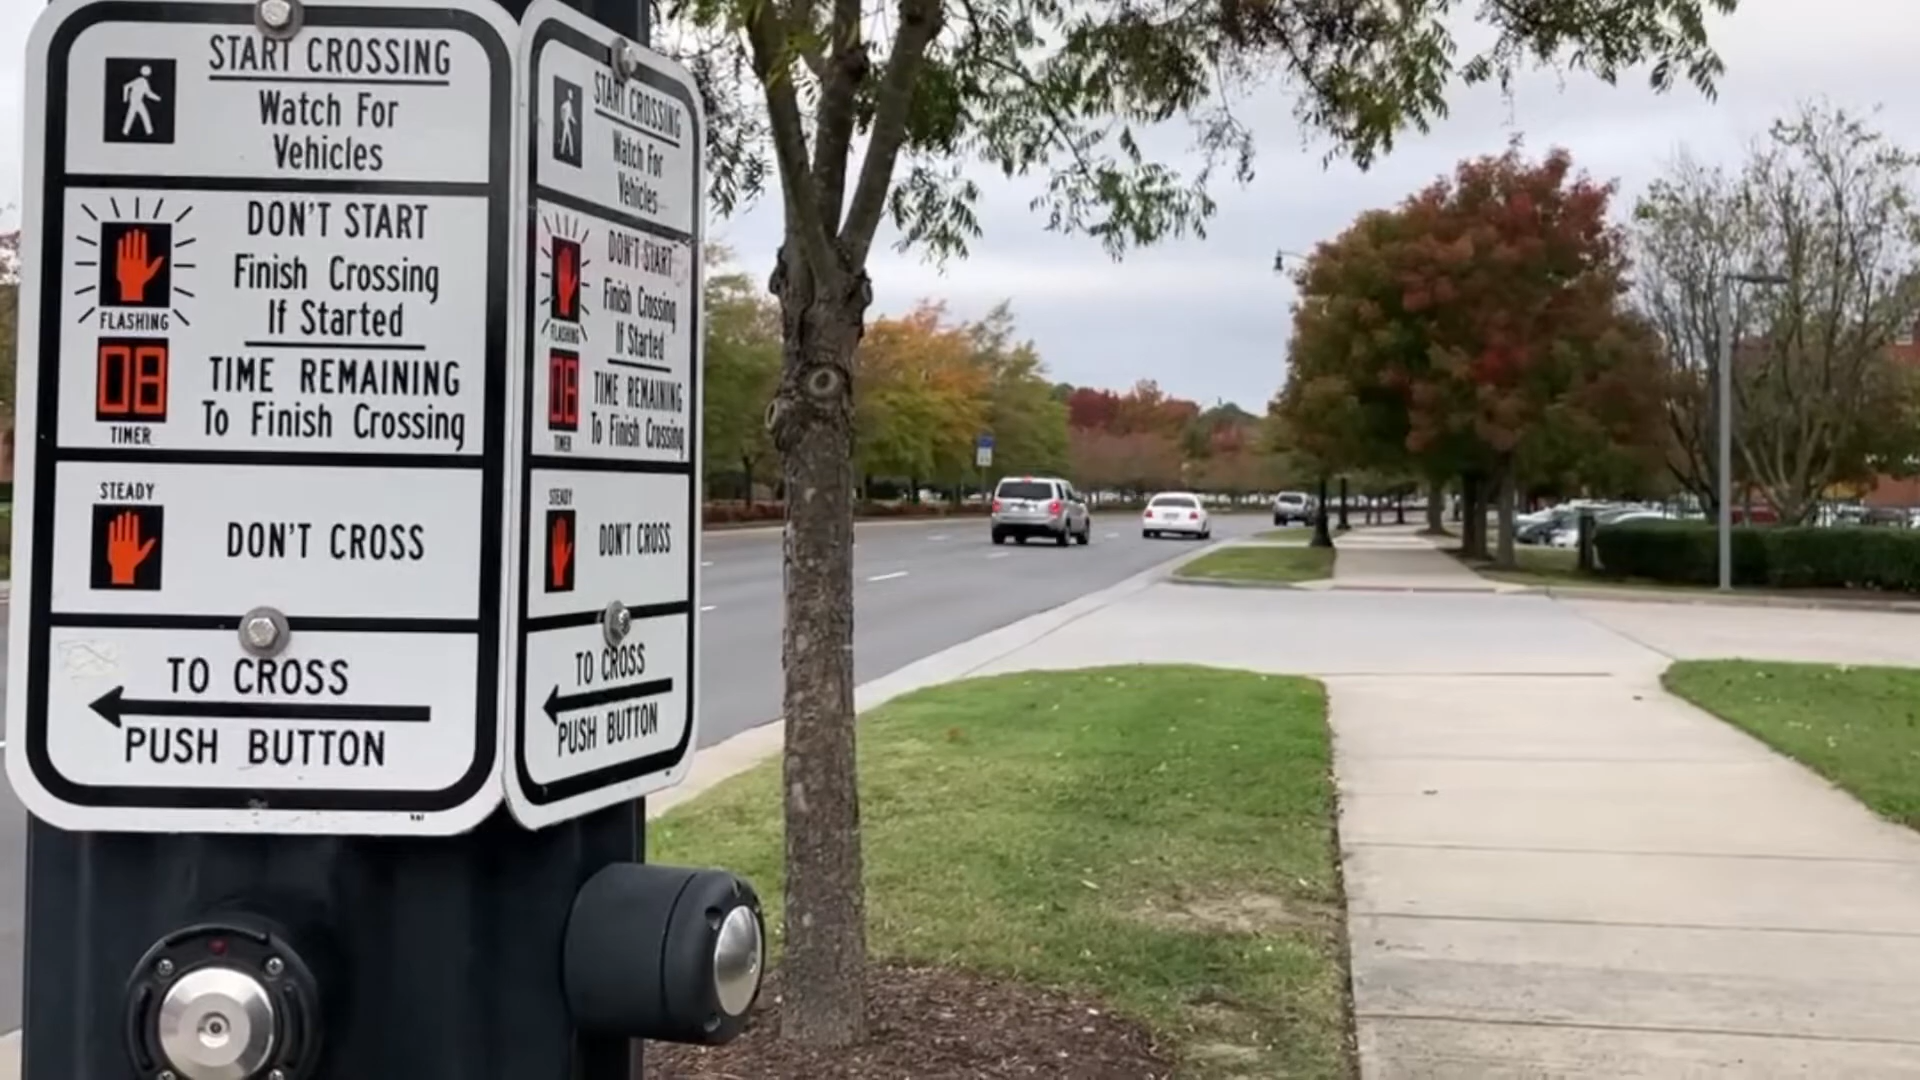 START CROSSING
Watch For
Vehicles
DON'T START
Finish Crossing
If Started
FLASHING
08
TIME REMAINING
To Finish Crossing
TIMER
STEADY
DON'T CROSS
TO CROSS
PUSH BUTTON
START CROSSING
Watch For
Vehicles
DON'T START
Finish Crossing
If Started
FLASHING
08
TIME REMAINING
To Finish Crossing
TIMER
STEADY
DON'T CROSS
TO CROSS
PUSH BUTTON